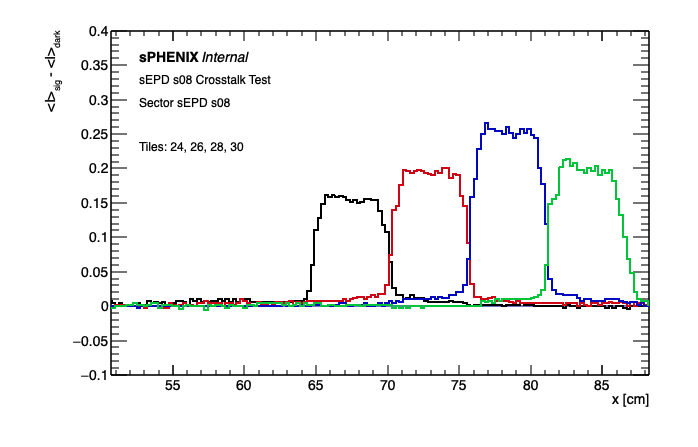 <I>sig - <I>dark
0.4
0.35
0.3
0.25
0.2
0.15
0.1
0.05
0
−0.05
−0.1
sPHENIX Internal
sEPD s08 Crosstalk Test
Sector sEPD s08
Tiles: 24, 26, 28, 30
55 60 65 70 75 80 85
x [cm]